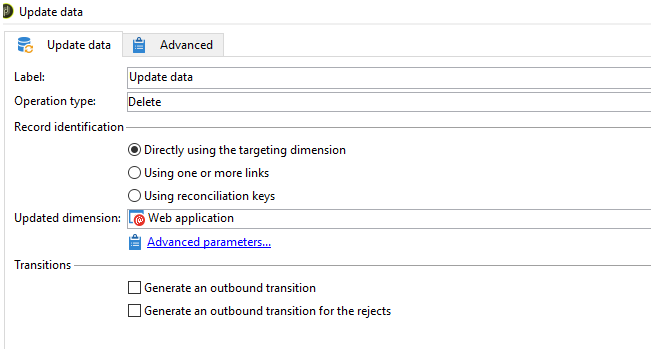 Update data
Update data Advanced
Label: Update data
Operation type: Delete
Record identification
Directly using the targeting dimension
Using one or more links
Using reconciliation keys
Updated dimension: Web application
Advanced parameters...
Transitions
Generate an outbound transition
Generate an outbound transition for the rejects